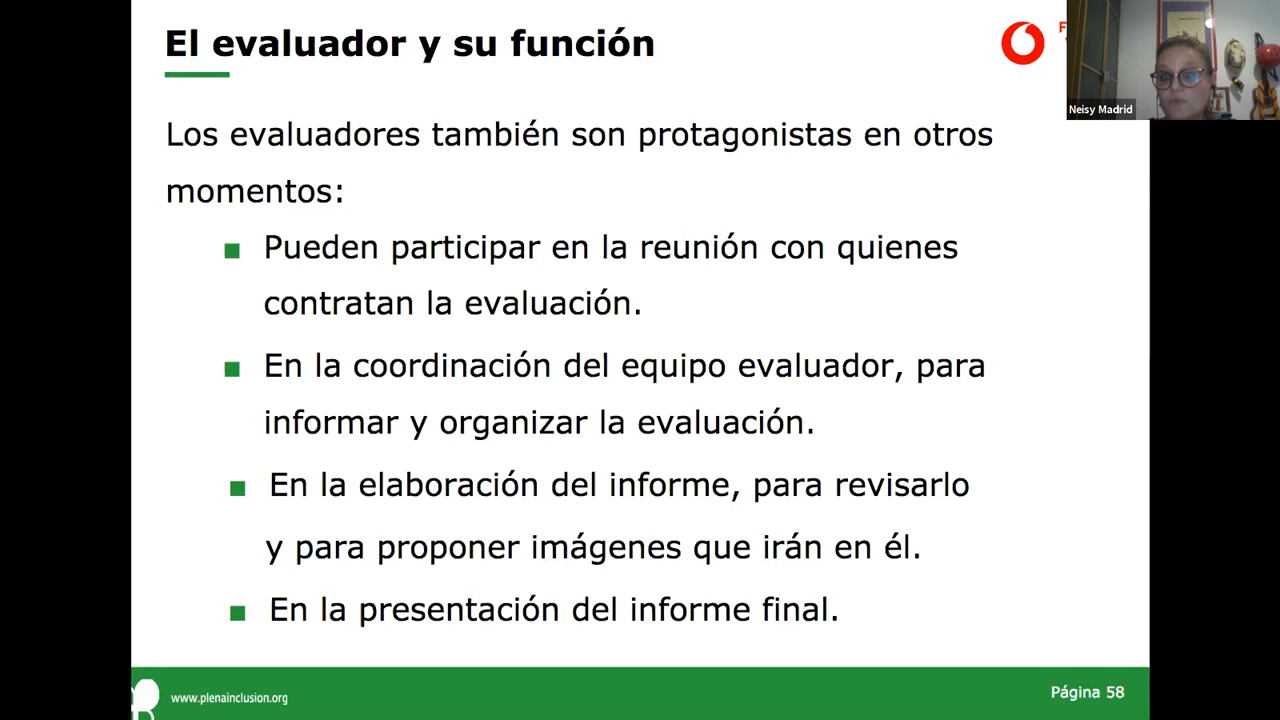 El evaluador y su función
F
Neisy Madrid
Los evaluadores también son protagonistas en otros
momentos:
■ Pueden participar en la reunión con quienes
contratan la evaluación.
■ En la coordinación del equipo evaluador, para
informar y organizar la evaluación.
■ En la elaboración del informe, para revisarlo
y para proponer imágenes que irán en él.
■ En la presentación del informe final.
www.plenainclusion.org
Página 58